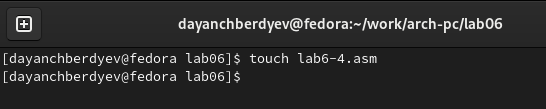 dayanchberdyev@fedora:~/work/arch-pc/lab06
[dayanchberdyev@fedora lab06]$ touch lab6-4.asm
[dayanchberdyev@fedora lab06]$